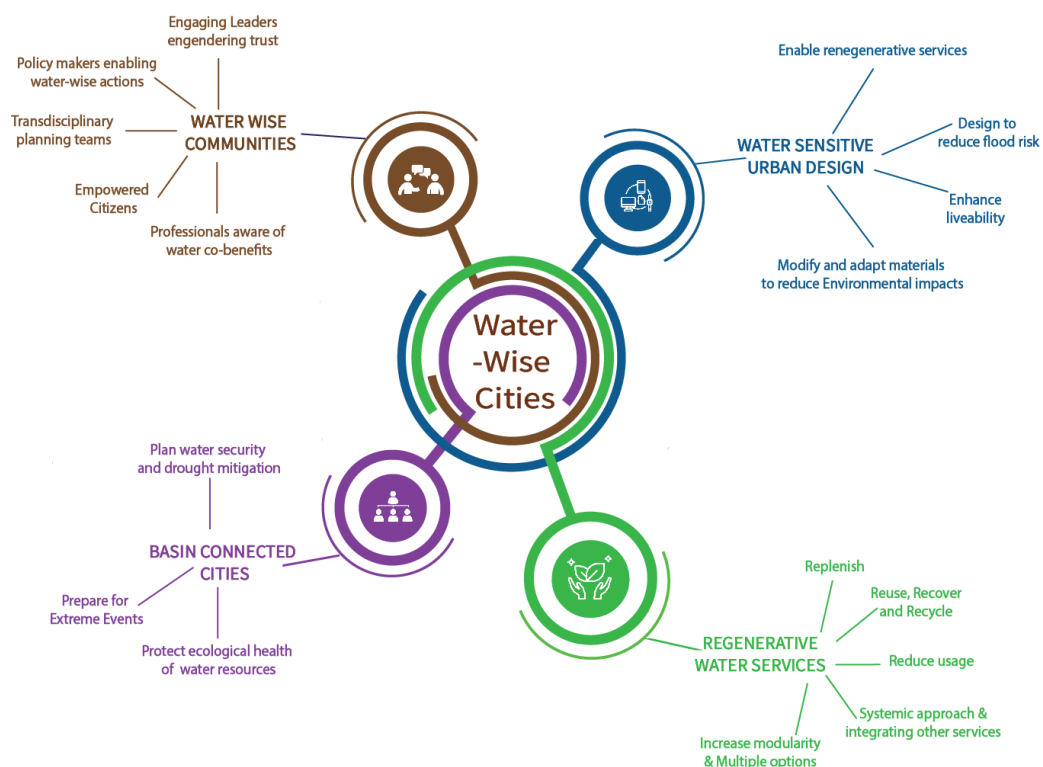 Engaging Leaders
engendering trust
Policy makers enabling
water-wise actions
Transdisciplinary
planning teams
Empowered
Citizens
Professionals aware of
water co-benefits
WATER WISE
COMMUNITIES
Enable renegerative services
Design to
reduce flood risk
Enhance
liveability
Modify and adapt materials
to reduce Environmental impacts
WATER SENSITIVE
URBAN DESIGN
Water
-Wise
Cities
Plan water security
and drought mitigation
BASIN CONNECTED
CITIES
Prepare for
Extreme Events
Protect ecological health
of water resources
REGENERATIVE
WATER SERVICES
Replenish
Reuse, Recover
and Recycle
Reduce usage
Systemic approach &
integrating other services
Increase modularity
& Multiple options